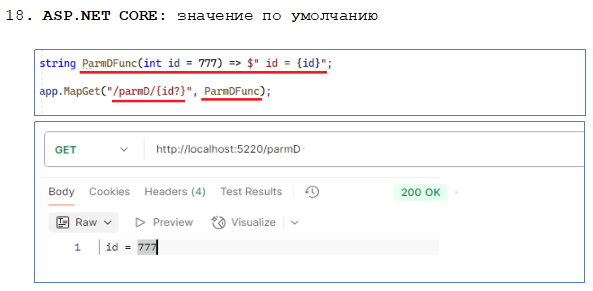 18. ASP.NET CORE: значение по умолчанию
string ParmDFunc(int id = 777) => $" id = {id}";
app.MapGet("/parmD/{id?}", ParmDFunc);
GET http://localhost:5220/parmD
Body Cookies Headers (4) Test Results 200 OK
Raw Preview Visualize
1 id = 777